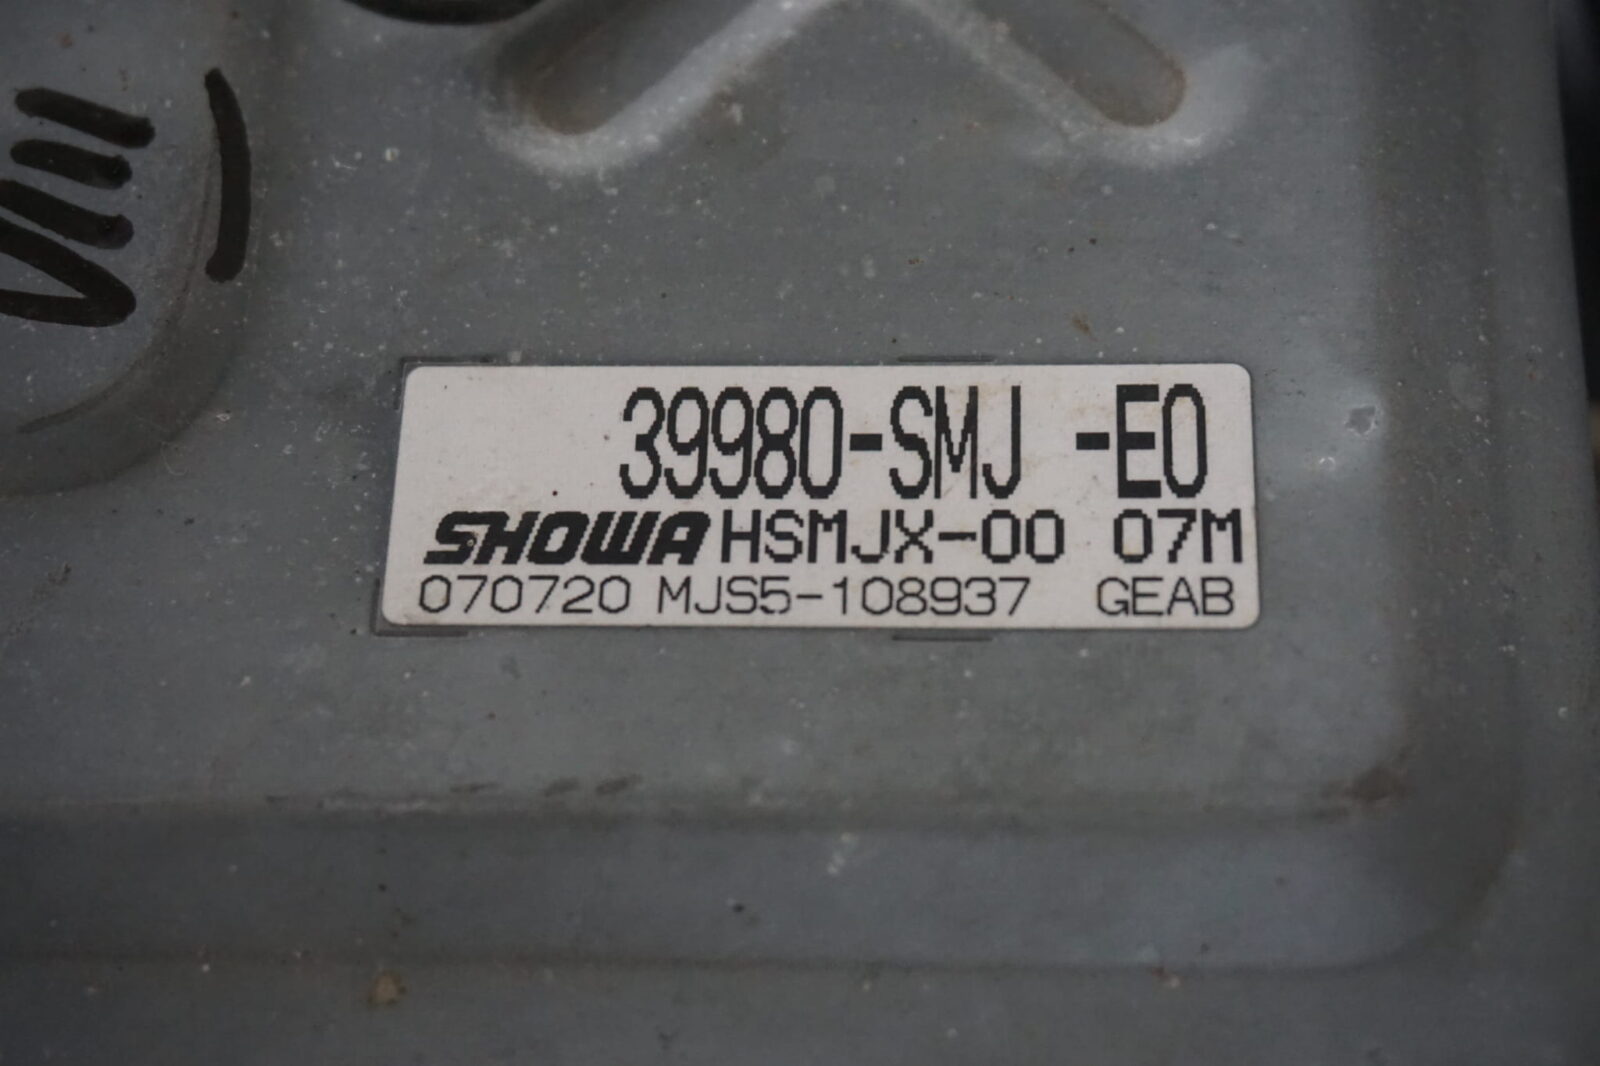 39980-SMJ -E0
SHOWA HSMJX-00 07M
070720 MJS5-108937 GEAB